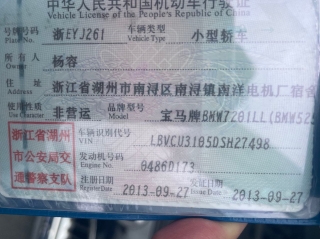 中华人民共和国机动车行驶证
Vehicle License of the People's Republic of China
号牌号码 浙EYJ261 车辆类型 小型轿车
Plate No. Vehicle Type
所有人 杨容
Owner
住址 浙江省湖州市南浔区南浔镇南洋电机厂宿舍
使用性质 非营运 品牌型号 宝马牌BMW7201LL(BMW525
浙江省湖州市公安局交通警察支队
车辆识别代号 LBVCU3105DSH27498
VIN
发动机号码 0486D173
Engine No.
注册日期 2013-09-27 发证日期 2013-09-27
Register Date Issue Date